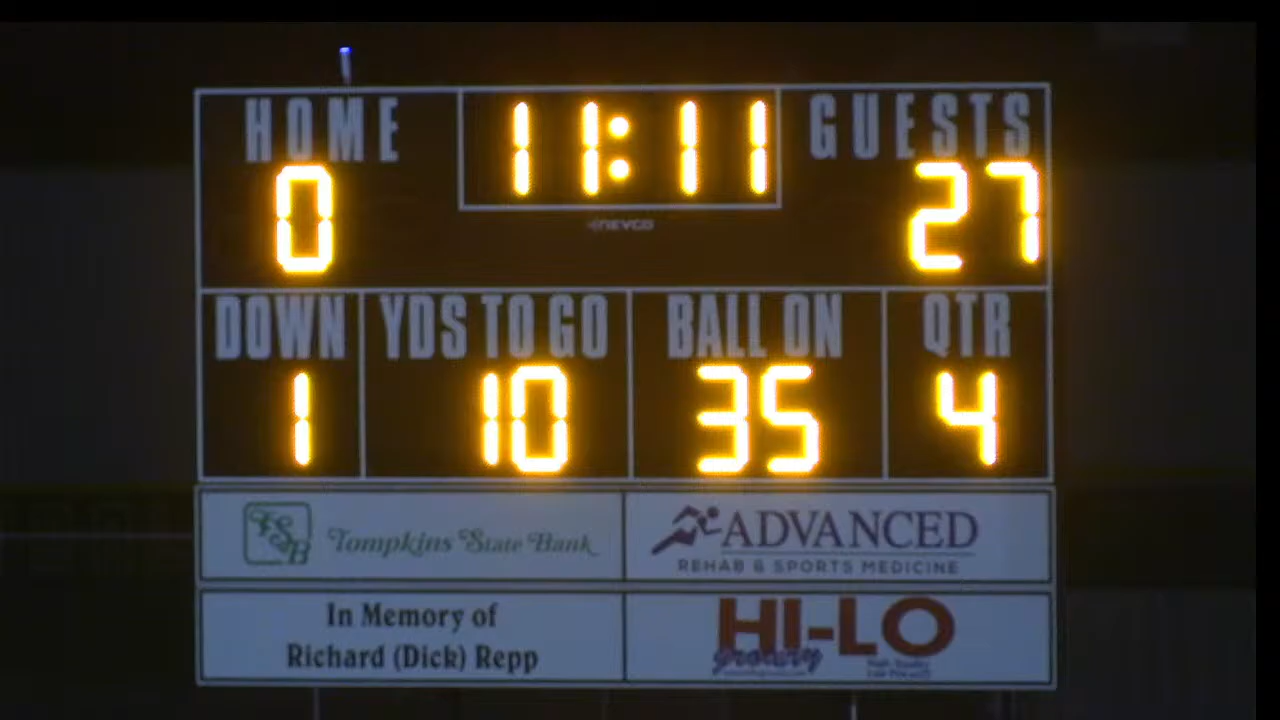 HOME
11:11
GUESTS
0
27
NEVCO
DOWN
YDS TO GO
BALL ON
QTR
1
10
35
4
TSB
Tompkins State Bank
ADVANCED
REHAB & SPORTS MEDICINE
In Memory of
Richard (Dick) Repp
HI-LO
grocery